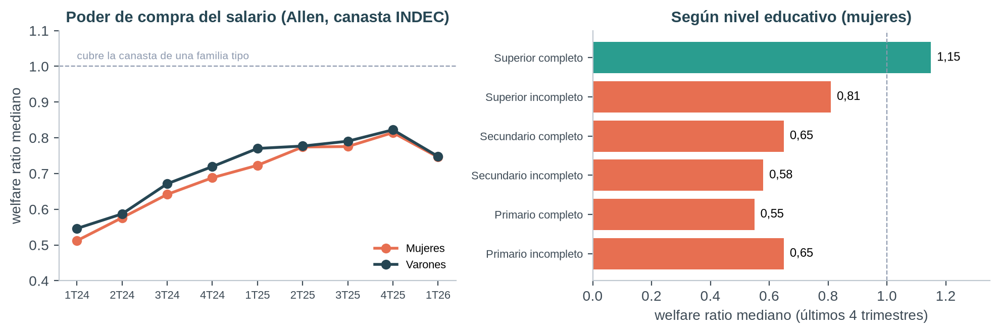 Poder de compra del salario (Allen, canasta INDEC)
welfare ratio mediano
1.1
1.0
0.9
0.8
0.7
0.6
0.5
0.4
cubre la canasta de una familia tipo
Mujeres
Varones
1T24
2T24
3T24
4T24
1T25
2T25
3T25
4T25
1T26
Según nivel educativo (mujeres)
Superior completo
1,15
Superior incompleto
0,81
Secundario completo
0,65
Secundario incompleto
0,58
Primario completo
0,55
Primario incompleto
0,65
0.0
0.2
0.4
0.6
0.8
1.0
1.2
welfare ratio mediano (últimos 4 trimestres)